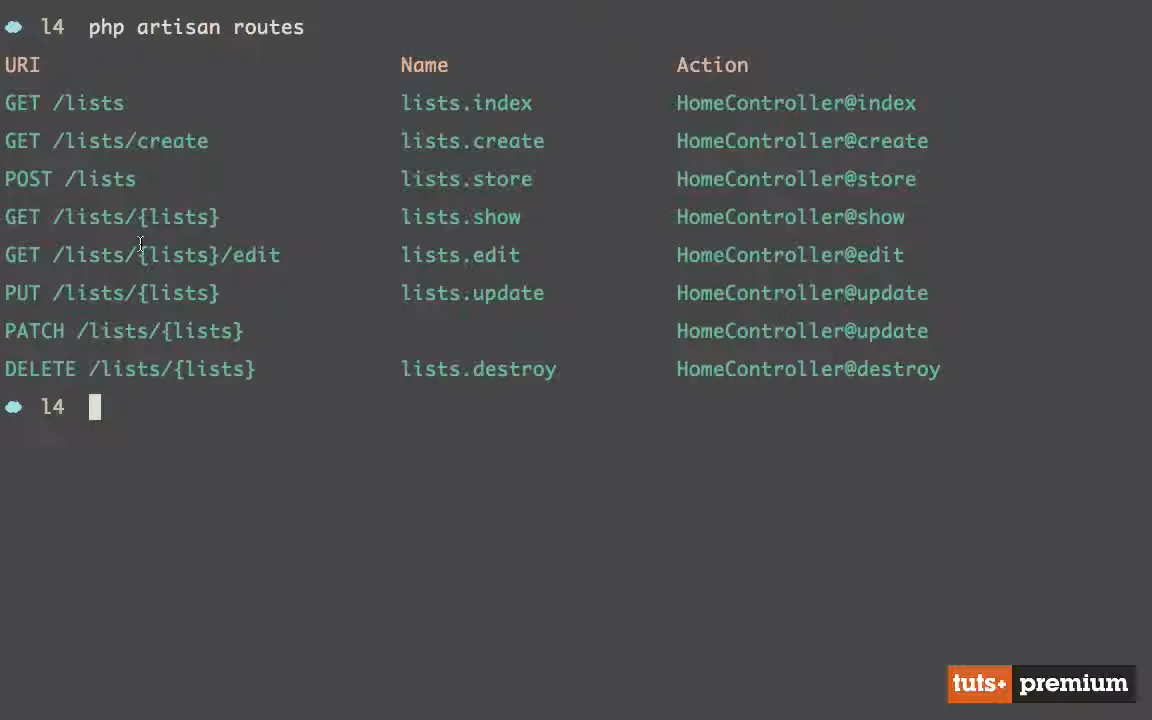 l4 php artisan routes
URI Name Action
GET /lists lists.index HomeController@index
GET /lists/create lists.create HomeController@create
POST /lists lists.store HomeController@store
GET /lists/{lists} lists.show HomeController@show
GET /lists/{lists}/edit lists.edit HomeController@edit
PUT /lists/{lists} lists.update HomeController@update
PATCH /lists/{lists} HomeController@update
DELETE /lists/{lists} lists.destroy HomeController@destroy
l4
tuts+ premium